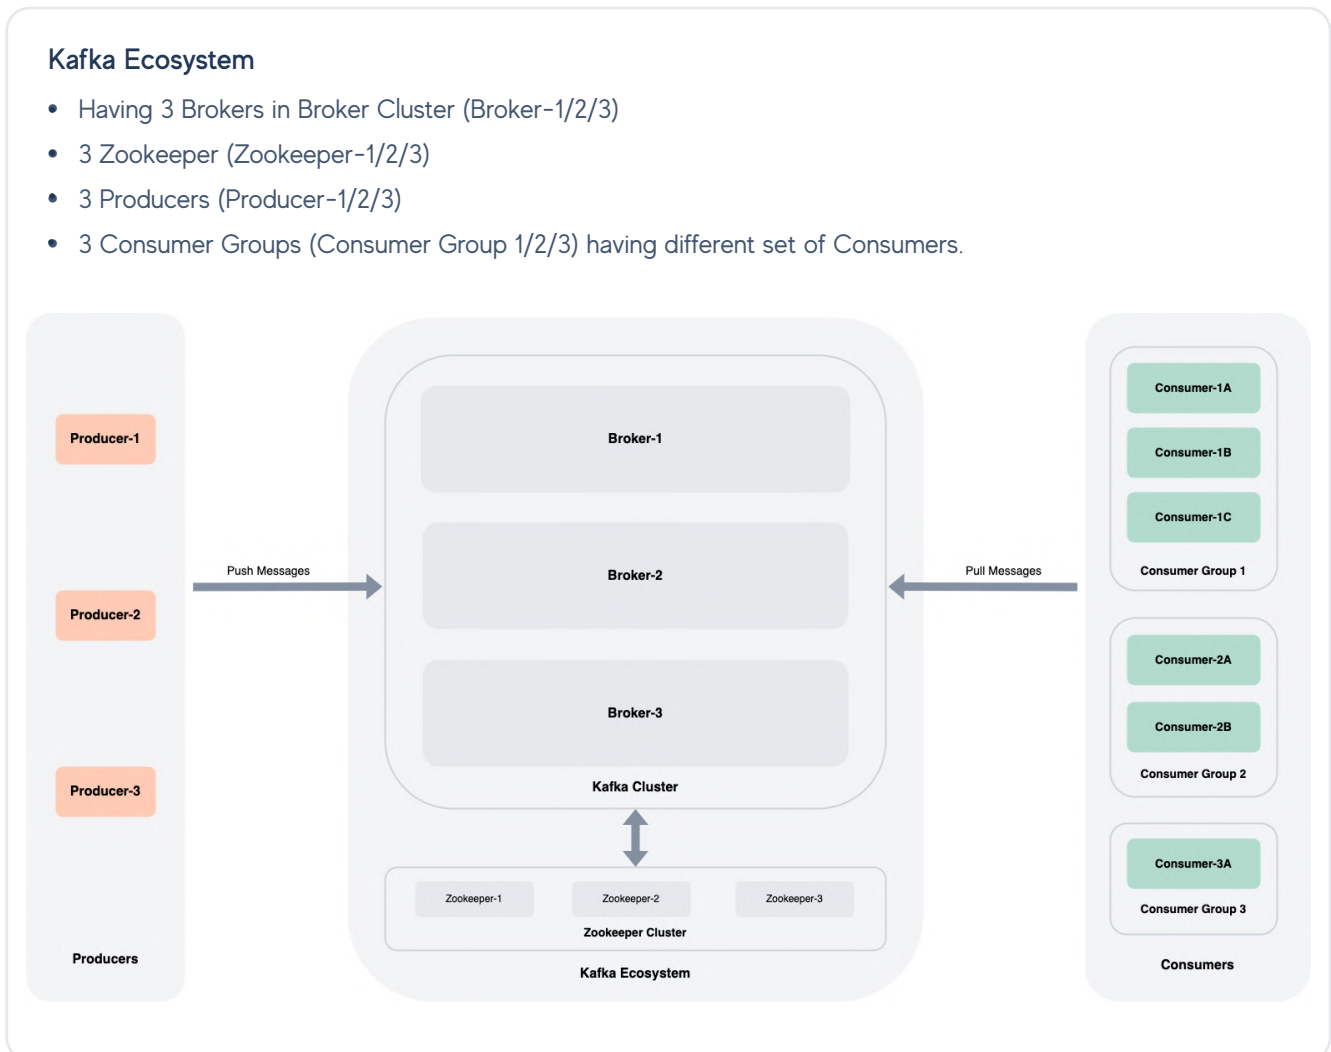 Kafka Ecosystem
• Having 3 Brokers in Broker Cluster (Broker-1/2/3)
• 3 Zookeeper (Zookeeper-1/2/3)
• 3 Producers (Producer-1/2/3)
• 3 Consumer Groups (Consumer Group 1/2/3) having different set of Consumers.
Producer-1
Producer-2
Producer-3
Producers
Push Messages
Broker-1
Broker-2
Broker-3
Kafka Cluster
Zookeeper-1
Zookeeper-2
Zookeeper-3
Zookeeper Cluster
Kafka Ecosystem
Pull Messages
Consumer-1A
Consumer-1B
Consumer-1C
Consumer Group 1
Consumer-2A
Consumer-2B
Consumer Group 2
Consumer-3A
Consumer Group 3
Consumers